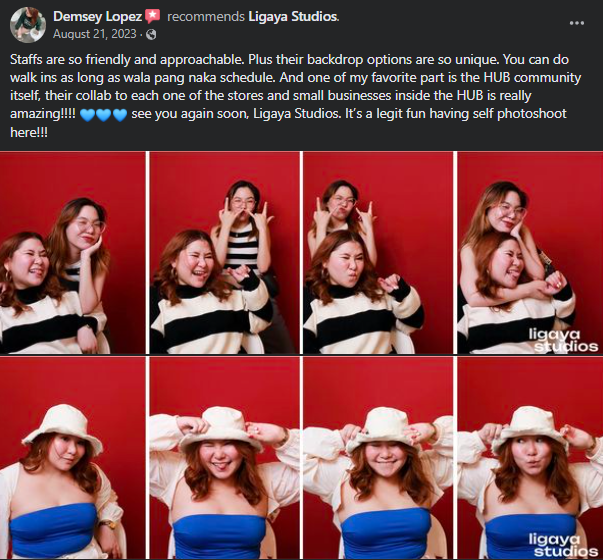 Demsey Lopez recommends Ligaya Studios.
August 21, 2023 ·
Staffs are so friendly and approachable. Plus their backdrop options are so unique. You can do
walk ins as long as wala pang naka schedule. And one of my favorite part is the HUB community
itself, their collab to each one of the stores and small businesses inside the HUB is really
amazing!!!! 💙💙💙 see you again soon, Ligaya Studios. It’s a legit fun having self photoshoot
here!!!
ligaya
studios
ligaya
studios